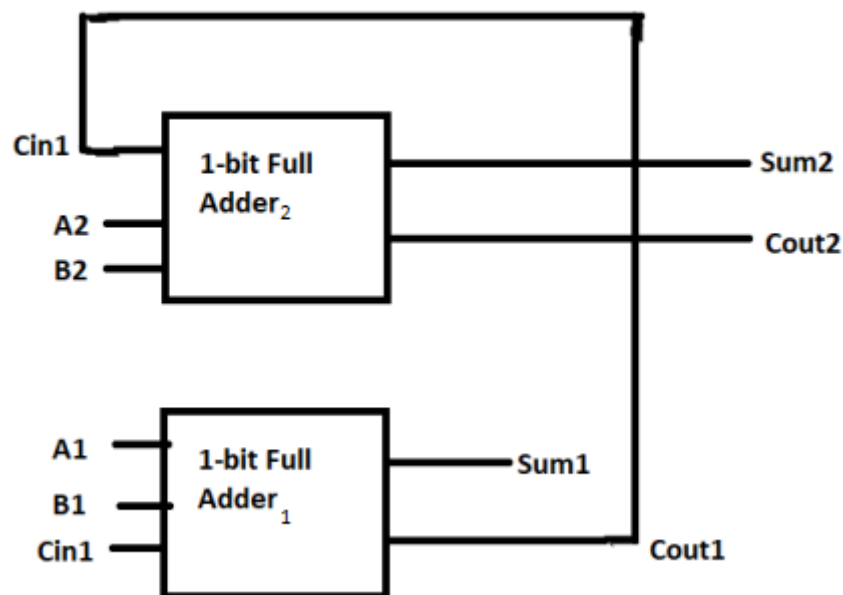 Cin1
1-bit Full
Adder2
A2
B2
Sum2
Cout2
A1
B1
Cin1
1-bit Full
Adder1
Sum1
Cout1